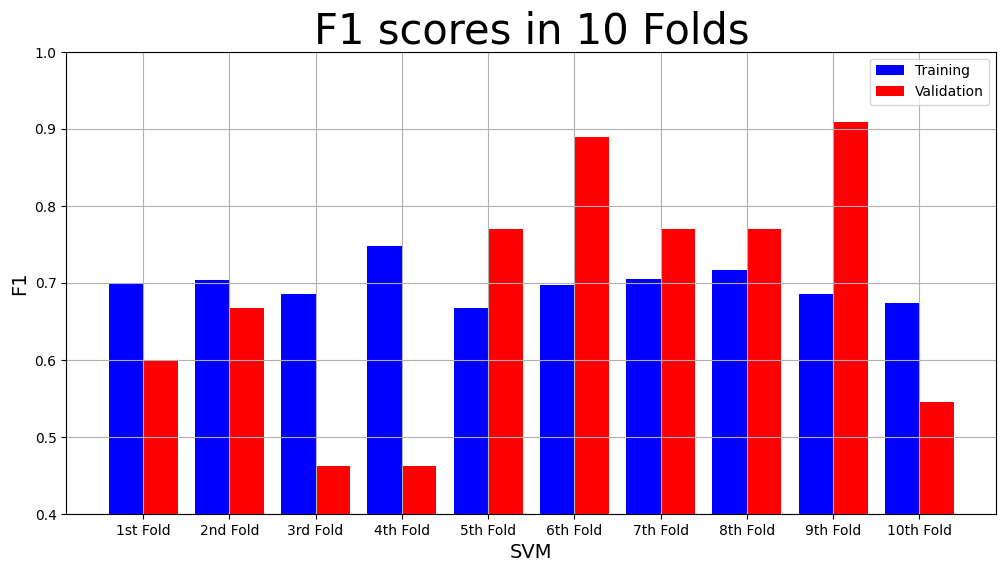 F1 scores in 10 Folds
Training
Validation
F1
1.0
0.9
0.8
0.7
0.6
0.5
0.4
1st Fold 2nd Fold 3rd Fold 4th Fold 5th Fold 6th Fold 7th Fold 8th Fold 9th Fold 10th Fold
SVM